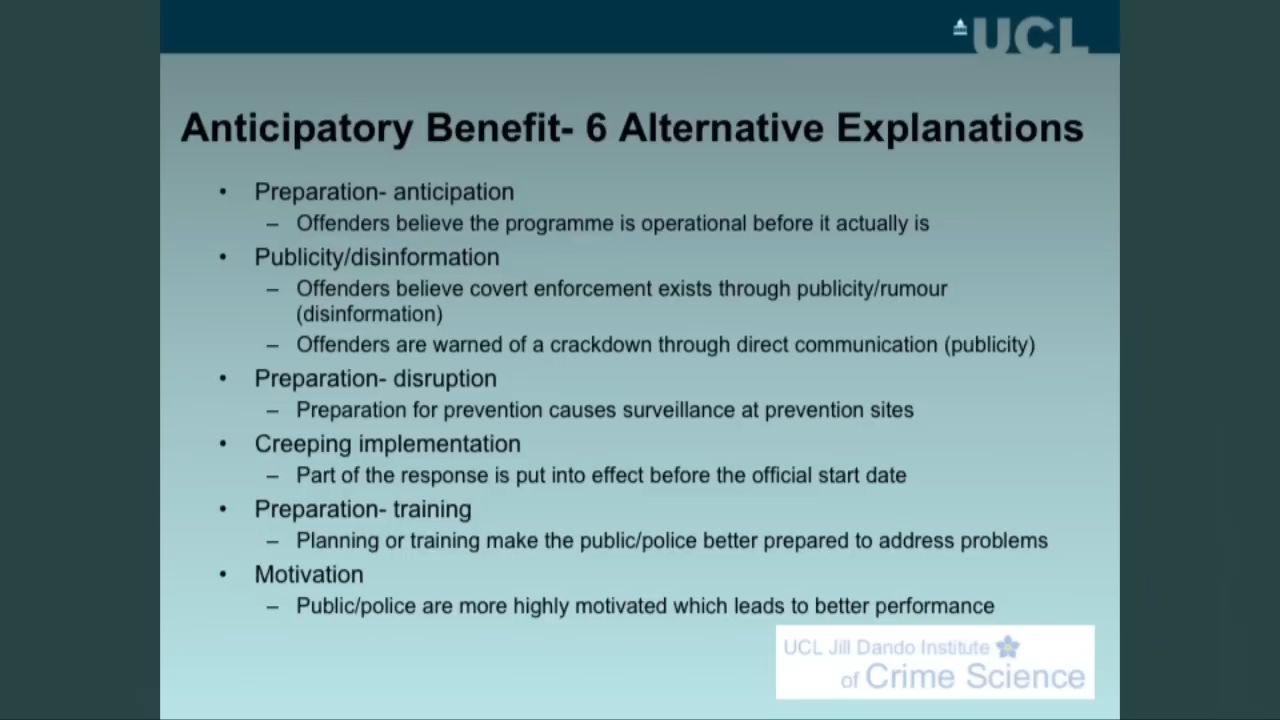 UCL
Anticipatory Benefit- 6 Alternative Explanations
• Preparation- anticipation
– Offenders believe the programme is operational before it actually is
• Publicity/disinformation
– Offenders believe covert enforcement exists through publicity/rumour
(disinformation)
– Offenders are warned of a crackdown through direct communication (publicity)
• Preparation- disruption
– Preparation for prevention causes surveillance at prevention sites
• Creeping implementation
– Part of the response is put into effect before the official start date
• Preparation- training
– Planning or training make the public/police better prepared to address problems
• Motivation
– Public/police are more highly motivated which leads to better performance
UCL Jill Dando Institute
of Crime Science